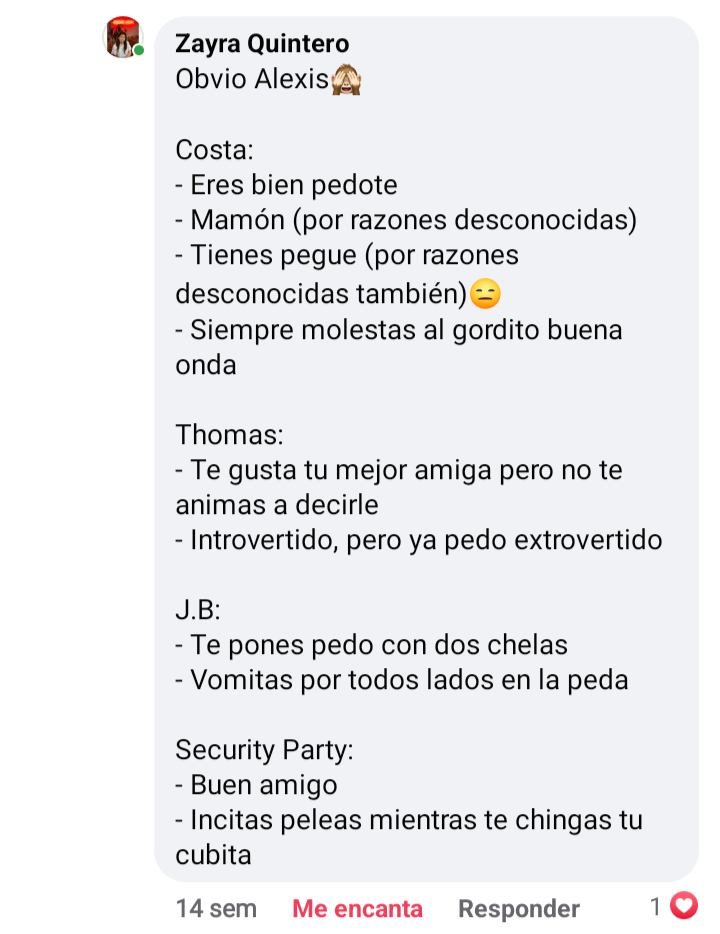 Zayra Quintero
Obvio Alexis🙈
Costa:
- Eres bien pedote
- Mamón (por razones desconocidas)
- Tienes pegue (por razones
desconocidas también)😑
- Siempre molestas al gordito buena
onda
Thomas:
- Te gusta tu mejor amiga pero no te
animas a decirle
- Introvertido, pero ya pedo extrovertido
J.B:
- Te pones pedo con dos chelas
- Vomitas por todos lados en la peda
Security Party:
- Buen amigo
- Incitas peleas mientras te chingas tu
cubita
14 sem Me encanta Responder 1